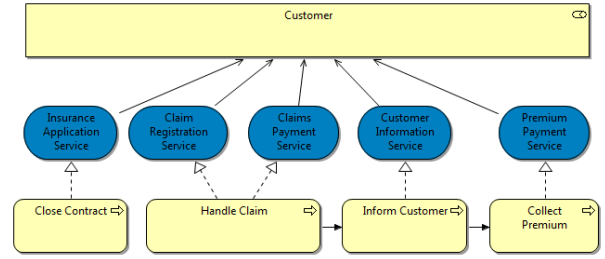 Customer
Insurance
Application
Service
Claim
Registration
Service
Claims
Payment
Service
Customer
Information
Service
Premium
Payment
Service
Close Contract
Handle Claim
Inform Customer
Collect
Premium